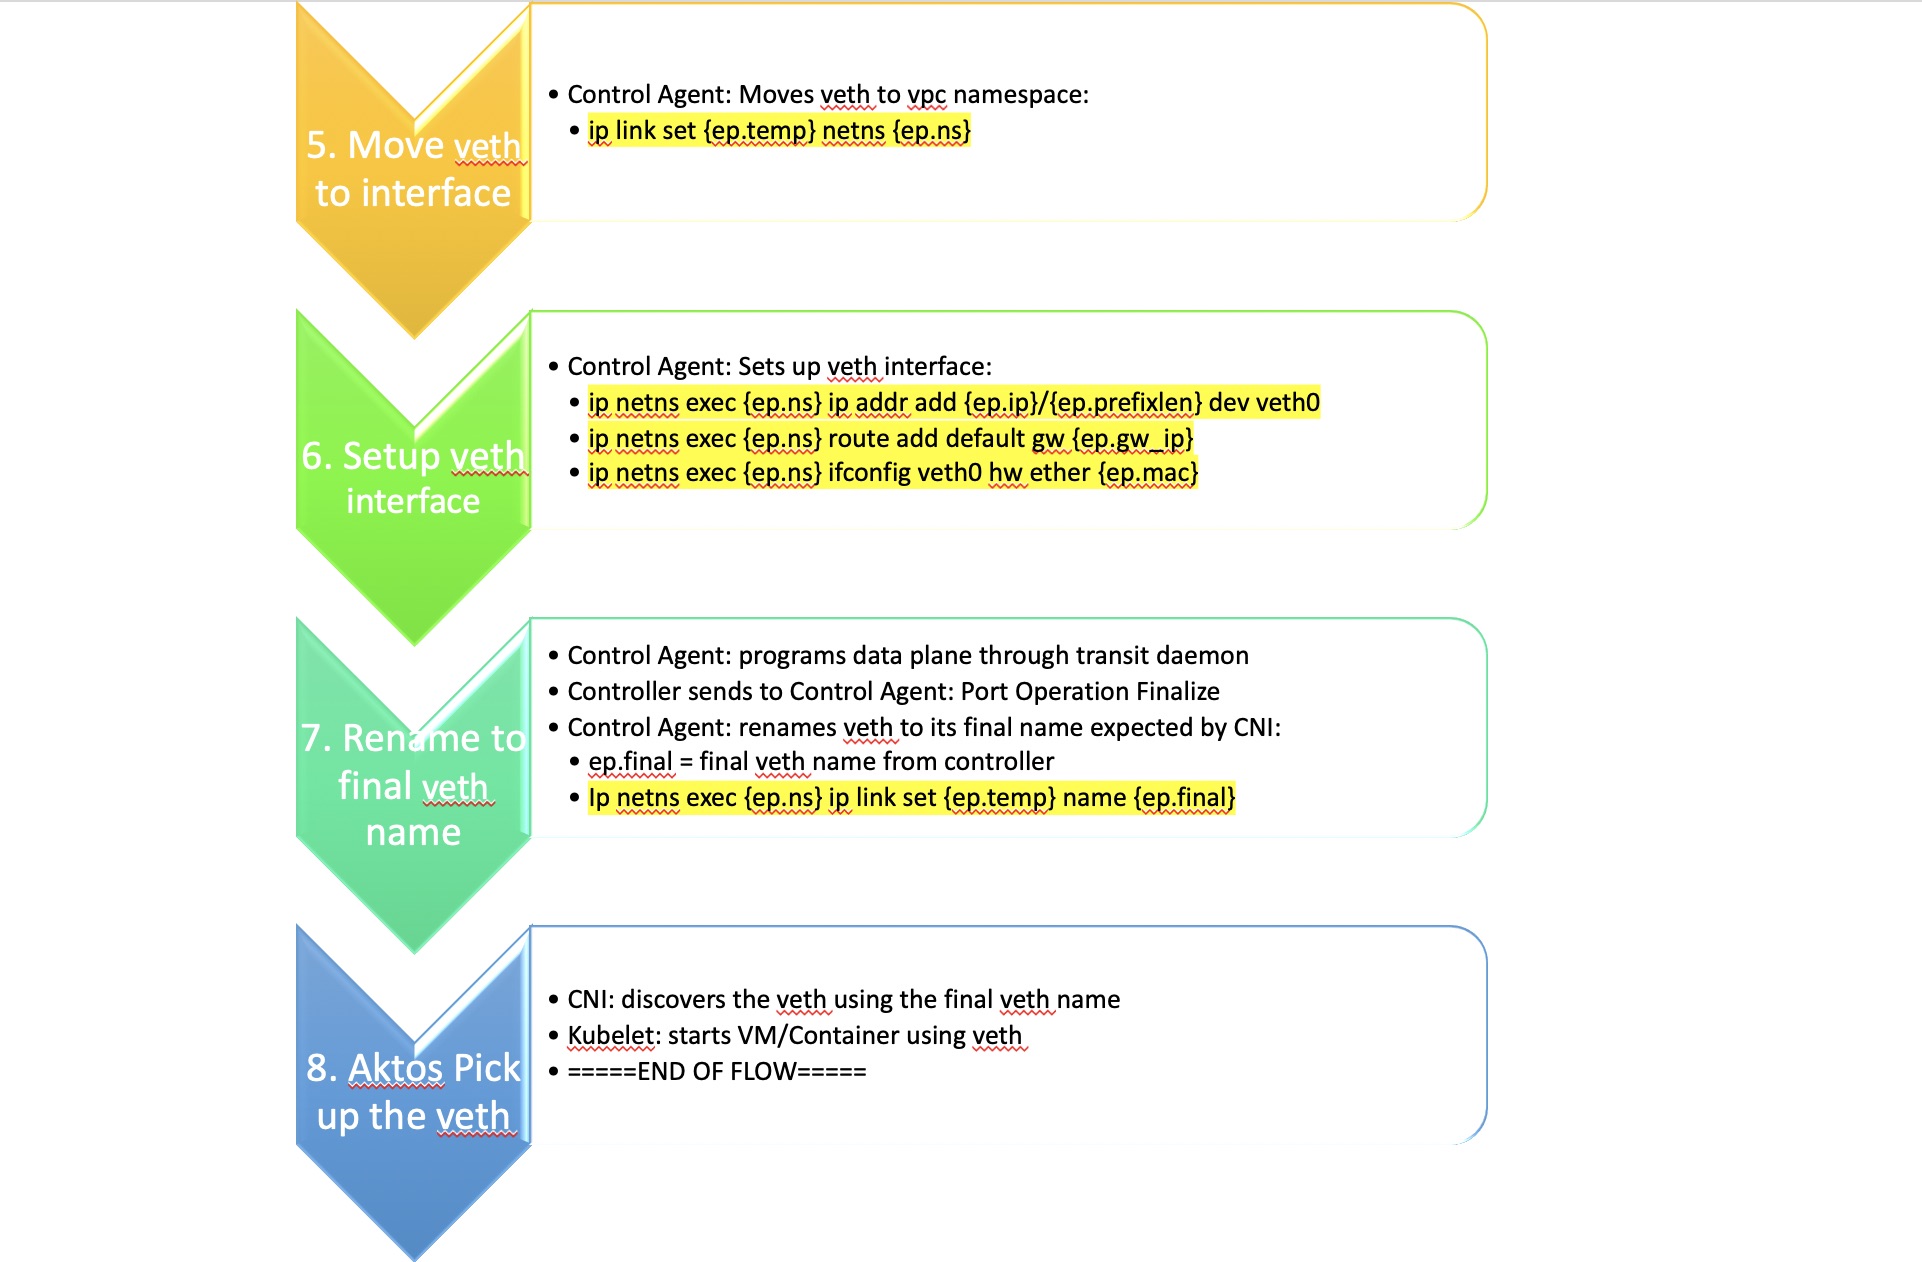 5. Move veth
to interface
• Control Agent: Moves veth to vpc namespace:
• ip link set {ep.temp} netns {ep.ns}
6. Setup veth
interface
• Control Agent: Sets up veth interface:
• ip netns exec {ep.ns} ip addr add {ep.ip}/{ep.prefixlen} dev veth0
• ip netns exec {ep.ns} route add default gw {ep.gw_ip}
• ip netns exec {ep.ns} ifconfig veth0 hw ether {ep.mac}
7. Rename to
final veth
name
• Control Agent: programs data plane through transit daemon
• Controller sends to Control Agent: Port Operation Finalize
• Control Agent: renames veth to its final name expected by CNI:
• ep.final = final veth name from controller
• Ip netns exec {ep.ns} ip link set {ep.temp} name {ep.final}
8. Aktos Pick
up the veth
• CNI: discovers the veth using the final veth name
• Kubelet: starts VM/Container using veth
• =====END OF FLOW=====